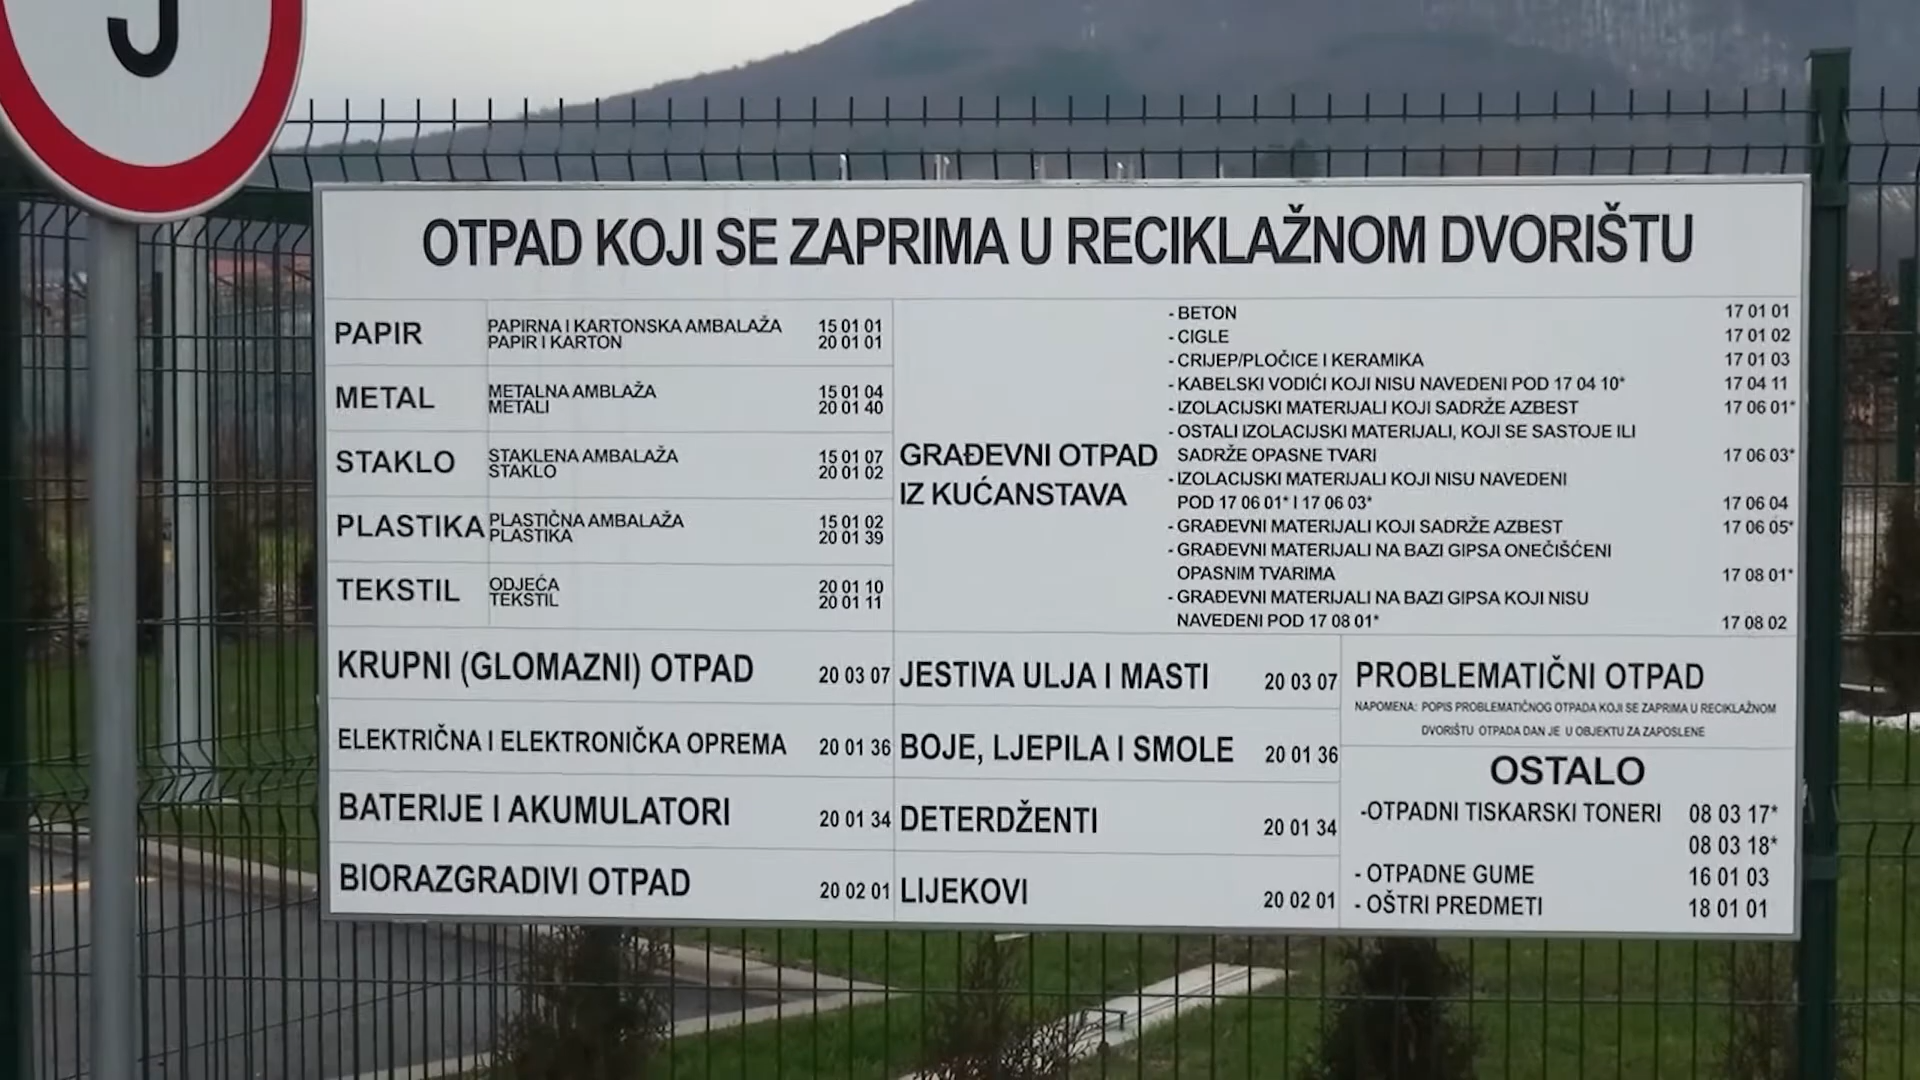 OTPAD KOJI SE ZAPRIMA U RECIKLAŽNOM DVORIŠTU
PAPIR
PAPIRNA I KARTONSKA AMBALAŽA 15 01 01
PAPIR I KARTON 20 01 01
METAL
METALNA AMBLAŽA 15 01 04
METALI 20 01 40
STAKLO
STAKLENA AMBALAŽA 15 01 07
STAKLO 20 01 02
PLASTIKA
PLASTIČNA AMBALAŽA 15 01 02
PLASTIKA 20 01 39
TEKSTIL
ODJEĆA 20 01 10
TEKSTIL 20 01 11
KRUPNI (GLOMAZNI) OTPAD 20 03 07
ELEKTRIČNA I ELEKTRONIČKA OPREMA 20 01 36
BATERIJE I AKUMULATORI 20 01 34
BIORAZGRADIVI OTPAD 20 02 01
GRAĐEVNI OTPAD
IZ KUĆANSTAVA
- BETON 17 01 01
- CIGLE 17 01 02
- CRIJEP/PLOČICE I KERAMIKA 17 01 03
- KABELSKI VODIĆI KOJI NISU NAVEDENI POD 17 04 10* 17 04 11
- IZOLACIJSKI MATERIJALI KOJI SADRŽE AZBEST 17 06 01*
- OSTALI IZOLACIJSKI MATERIJALI, KOJI SE SASTOJE ILI
SADRŽE OPASNE TVARI 17 06 03*
- IZOLACIJSKI MATERIJALI KOJI NISU NAVEDENI
POD 17 06 01* I 17 06 03* 17 06 04
- GRAĐEVNI MATERIJALI KOJI SADRŽE AZBEST 17 06 05*
- GRAĐEVNI MATERIJALI NA BAZI GIPSA ONEČIŠĆENI
OPASNIM TVARIMA 17 08 01*
- GRAĐEVNI MATERIJALI NA BAZI GIPSA KOJI NISU
NAVEDENI POD 17 08 01* 17 08 02
JESTIVA ULJA I MASTI 20 03 07
BOJE, LJEPILA I SMOLE 20 01 36
DETERDŽENTI 20 01 34
LIJEKOVI 20 02 01
PROBLEMATIČNI OTPAD
NAPOMENA: POPIS PROBLEMATIČNOG OTPADA KOJI SE ZAPRIMA U RECIKLAŽNOM
DVORIŠTU OTPADA DAN JE U OBJEKTU ZA ZAPOSLENE
OSTALO
-OTPADNI TISKARSKI TONERI 08 03 17*
08 03 18*
- OTPADNE GUME 16 01 03
- OŠTRI PREDMETI 18 01 01